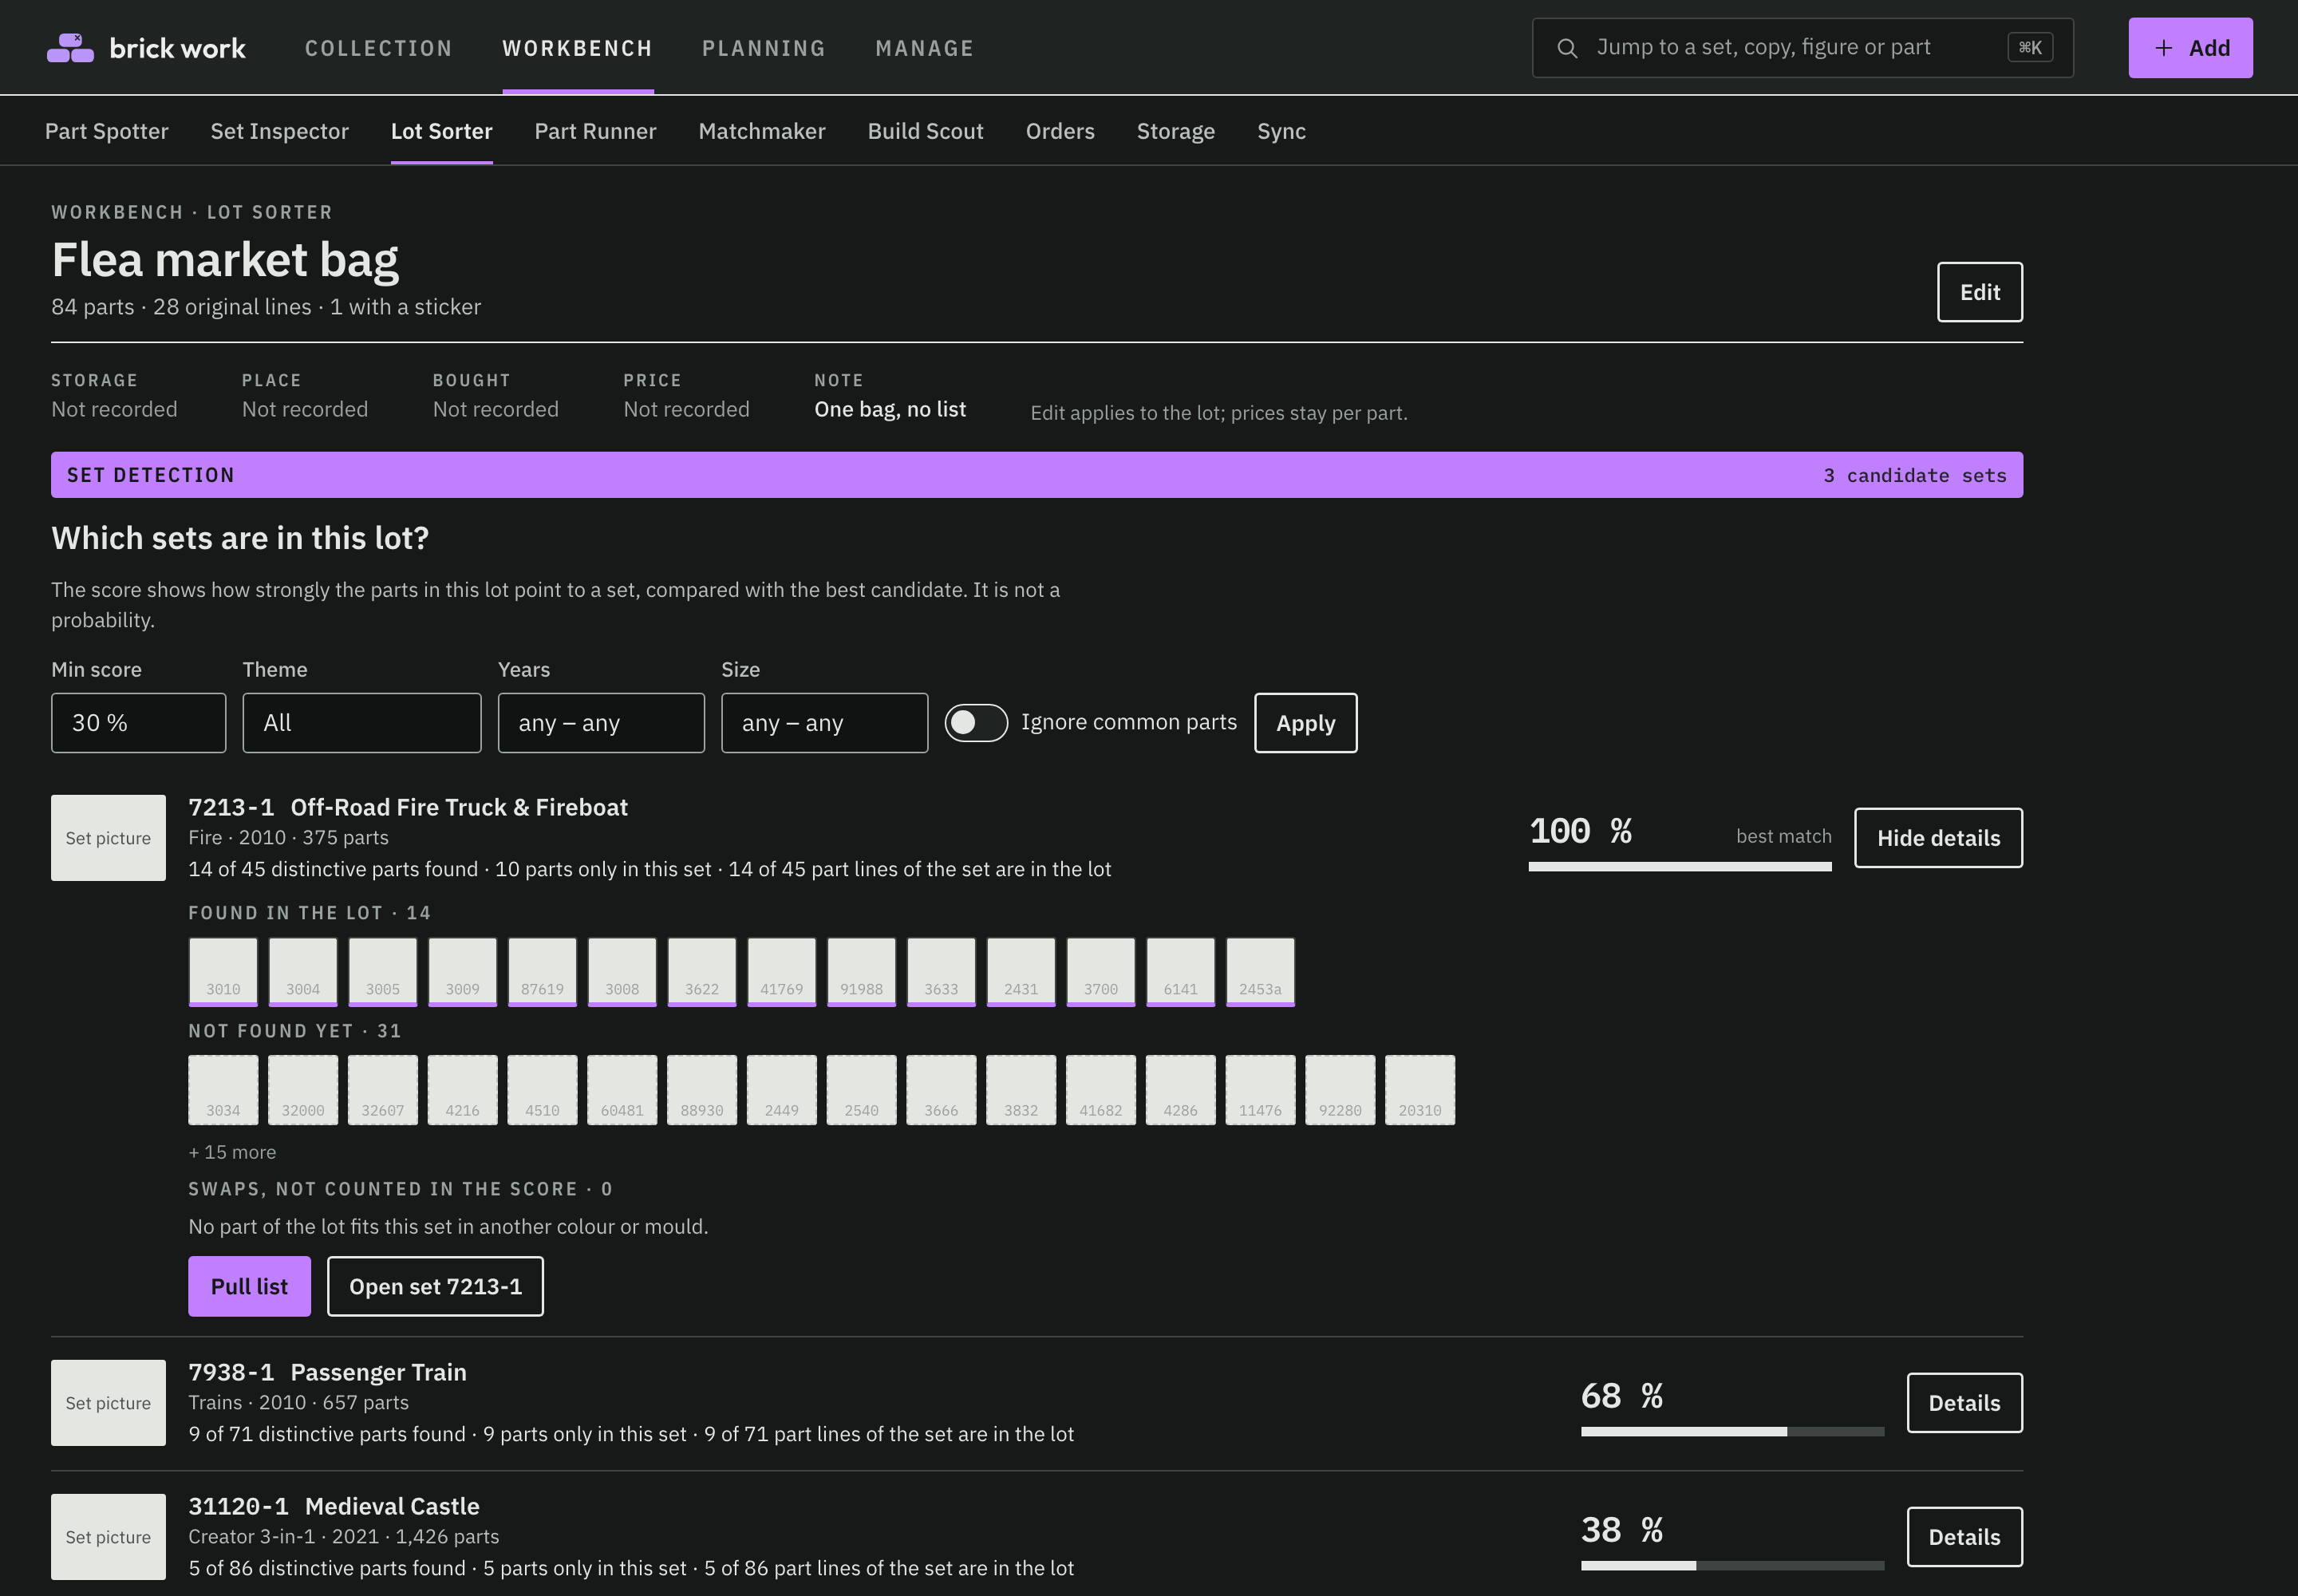 brick work
COLLECTION
WORKBENCH
PLANNING
MANAGE
Jump to a set, copy, figure or part
⌘K
+ Add
Part Spotter
Set Inspector
Lot Sorter
Part Runner
Matchmaker
Build Scout
Orders
Storage
Sync
WORKBENCH · LOT SORTER
Flea market bag
84 parts · 28 original lines · 1 with a sticker
Edit
STORAGE
Not recorded
PLACE
Not recorded
BOUGHT
Not recorded
PRICE
Not recorded
NOTE
One bag, no list
Edit applies to the lot; prices stay per part.
SET DETECTION
3 candidate sets
Which sets are in this lot?
The score shows how strongly the parts in this lot point to a set, compared with the best candidate. It is not a
probability.
Min score
30 %
Theme
All
Years
any – any
Size
any – any
Ignore common parts
Apply
Set picture
7213-1 Off-Road Fire Truck & Fireboat
Fire · 2010 · 375 parts
14 of 45 distinctive parts found · 10 parts only in this set · 14 of 45 part lines of the set are in the lot
100 %
best match
Hide details
FOUND IN THE LOT · 14
3010
3004
3005
3009
87619
3008
3622
41769
91988
3633
2431
3700
6141
2453a
NOT FOUND YET · 31
3034
32000
32607
4216
4510
60481
88930
2449
2540
3666
3832
41682
4286
11476
92280
20310
+ 15 more
SWAPS, NOT COUNTED IN THE SCORE · 0
No part of the lot fits this set in another colour or mould.
Pull list
Open set 7213-1
Set picture
7938-1 Passenger Train
Trains · 2010 · 657 parts
9 of 71 distinctive parts found · 9 parts only in this set · 9 of 71 part lines of the set are in the lot
68 %
Details
Set picture
31120-1 Medieval Castle
Creator 3-in-1 · 2021 · 1,426 parts
5 of 86 distinctive parts found · 5 parts only in this set · 5 of 86 part lines of the set are in the lot
38 %
Details